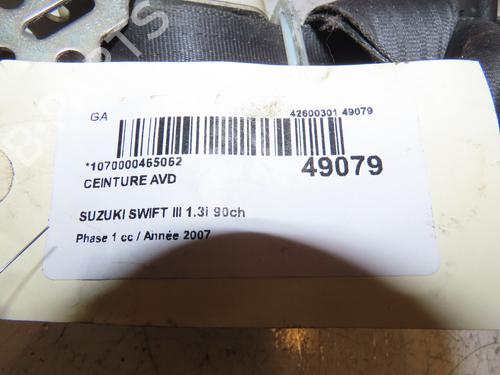 GA
42600301 49079
*1070000465062
49079
CEINTURE AVD
SUZUKI SWIFT III 1.3i 90ch
Phase 1 cc / Année 2007